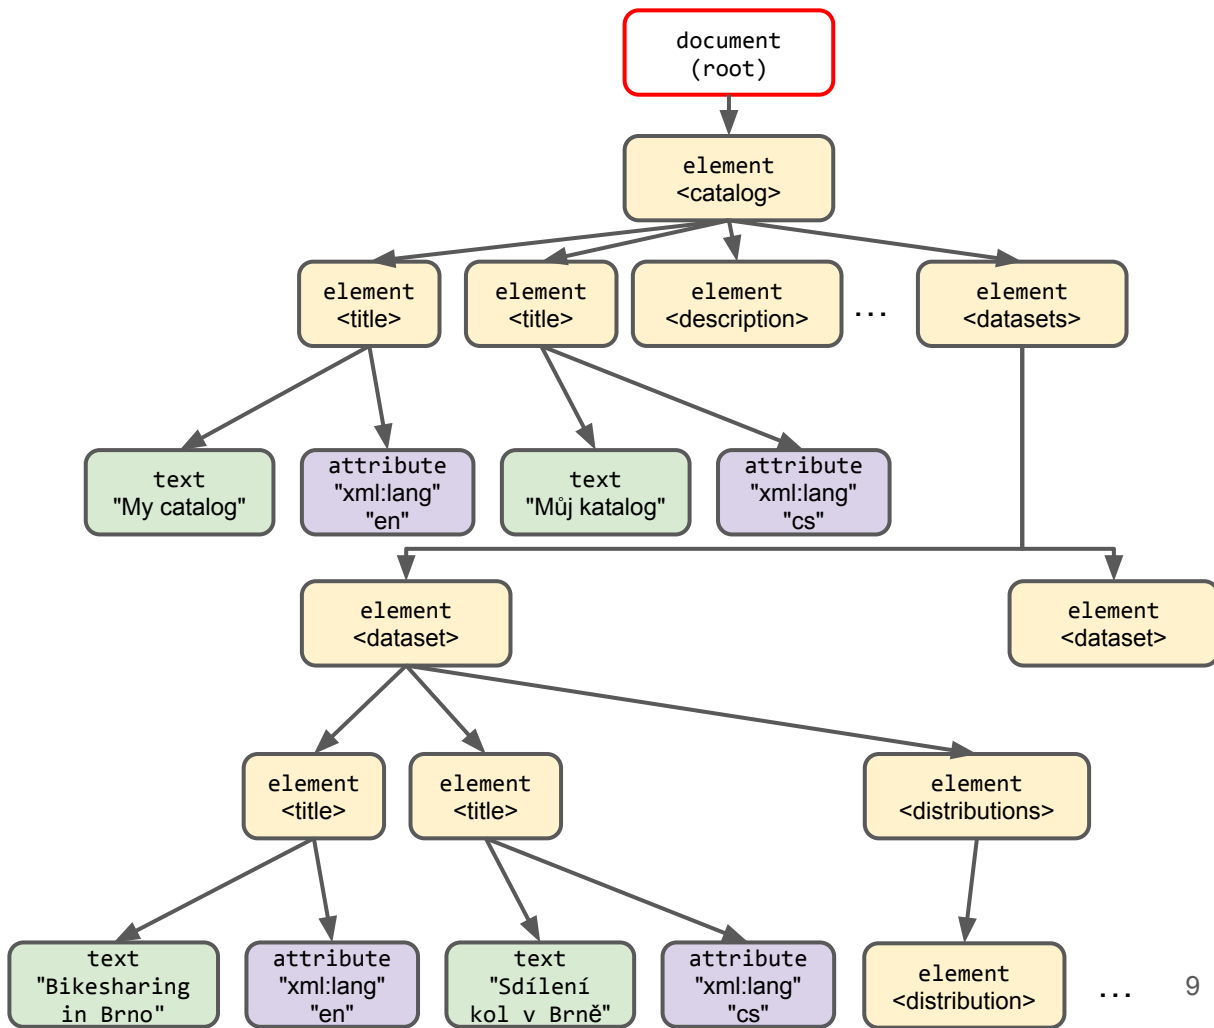 document
(root)
element
<catalog>
element
<title>
element
<title>
element
<description>
...
element
<datasets>
text
"My catalog"
attribute
"xml:lang"
"en"
text
"Můj katalog"
attribute
"xml:lang"
"cs"
element
<dataset>
element
<dataset>
element
<title>
element
<title>
element
<distributions>
text
"Bikesharing
in Brno"
attribute
"xml:lang"
"en"
text
"Sdílení
kol v Brně"
attribute
"xml:lang"
"cs"
element
<distribution>
...
9